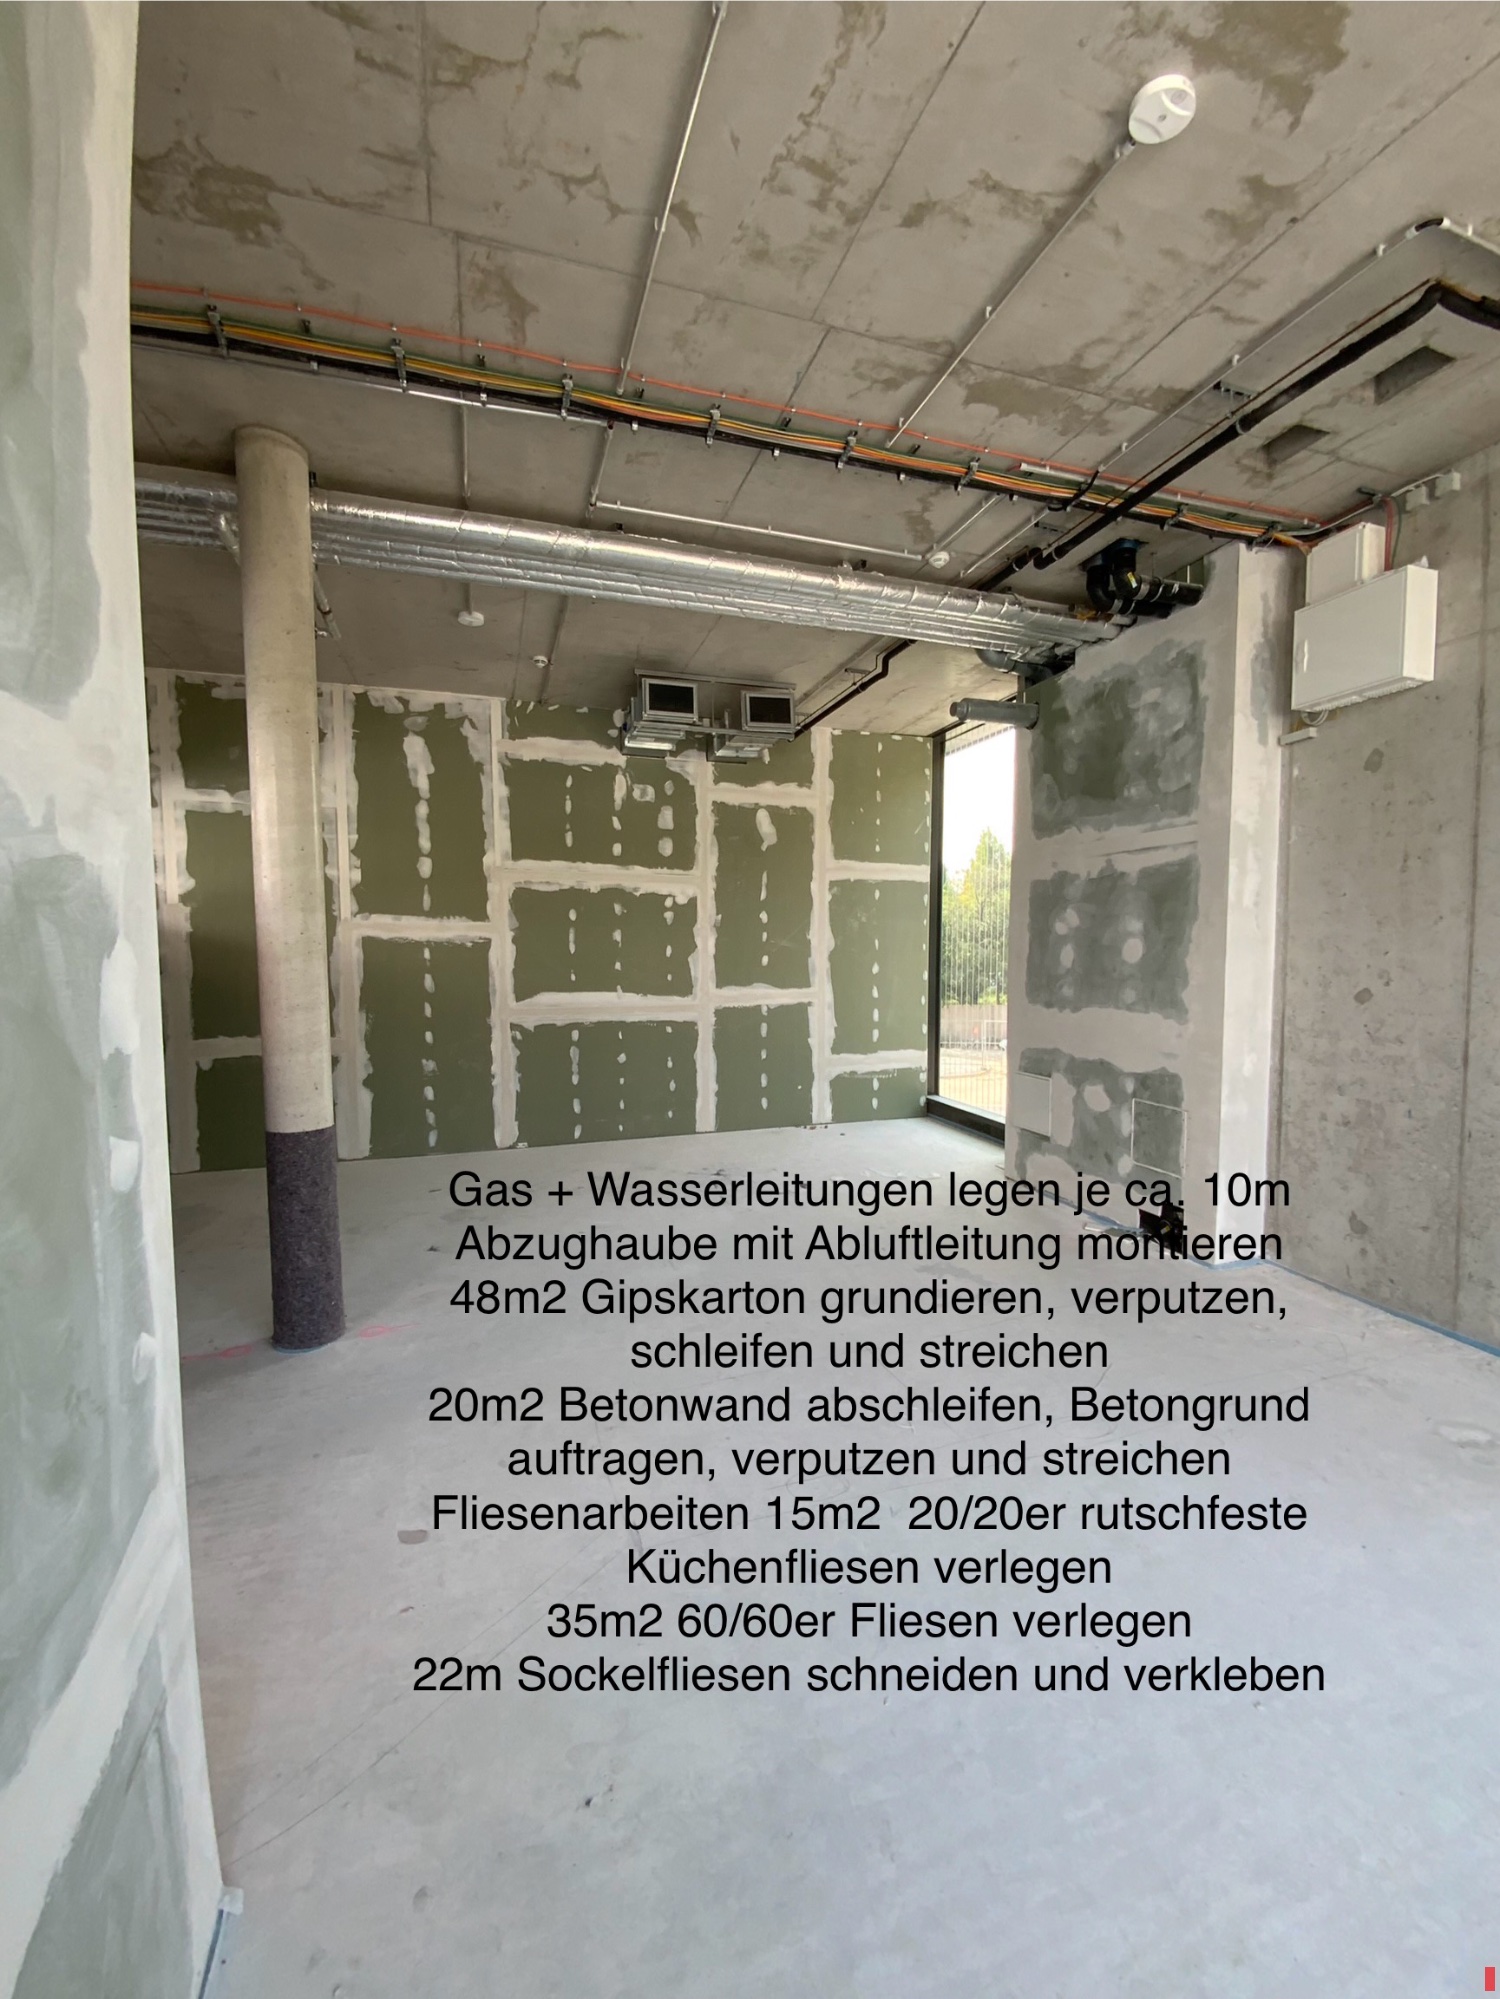 Gas + Wasserleitungen legen je ca. 10m
Abzughaube mit Abluftleitung montieren
48m2 Gipskarton grundieren, verputzen,
schleifen und streichen
20m2 Betonwand abschleifen, Betongrund
auftragen, verputzen und streichen
Fliesenarbeiten 15m2  20/20er rutschfeste
Küchenfliesen verlegen
35m2 60/60er Fliesen verlegen
22m Sockelfliesen schneiden und verkleben